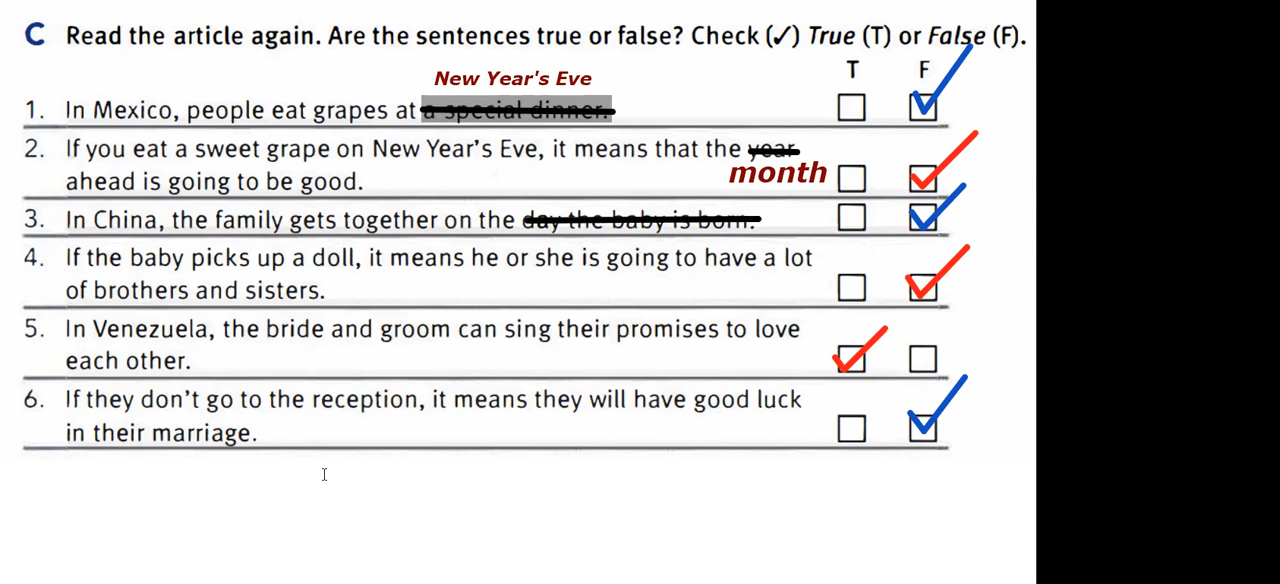 C Read the article again. Are the sentences true or false? Check (✓) True (T) or False (F).
T F
New Year's Eve
1. In Mexico, people eat grapes at a special dinner.
2. If you eat a sweet grape on New Year's Eve, it means that the year
month
ahead is going to be good.
3. In China, the family gets together on the day the baby is born.
4. If the baby picks up a doll, it means he or she is going to have a lot
of brothers and sisters.
5. In Venezuela, the bride and groom can sing their promises to love
each other.
6. If they don't go to the reception, it means they will have good luck
in their marriage.